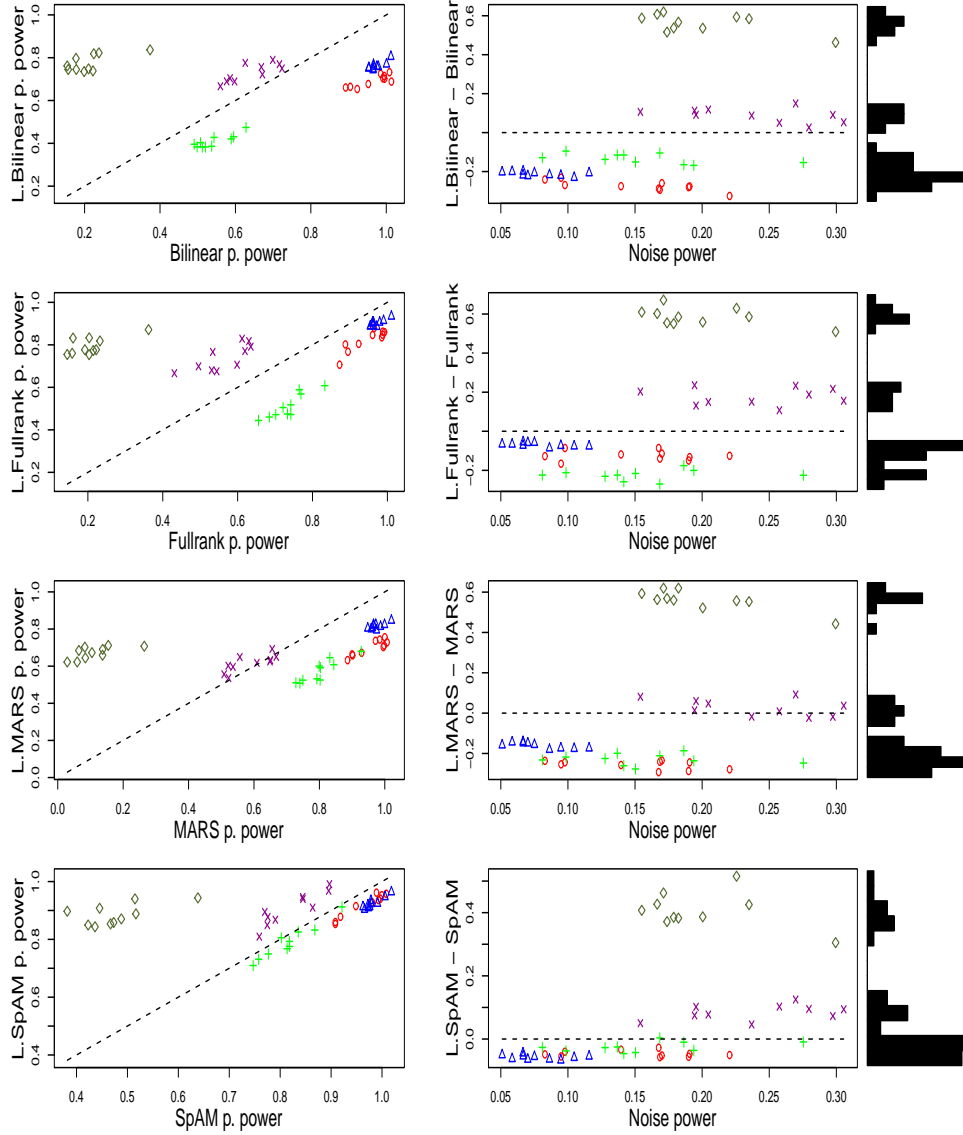 L.Bilinear p. power
0.2 0.4 0.6 0.8 1.0
0.2 0.4 0.6 0.8 1.0
Bilinear p. power
L.Bilinear − Bilinear
−0.2 0.2 0.6
0.05 0.10 0.15 0.20 0.25 0.30
Noise power
L.Fullrank p. power
0.2 0.4 0.6 0.8 1.0
0.2 0.4 0.6 0.8 1.0
Fullrank p. power
L.Fullrank − Fullrank
−0.2 0.2 0.6
0.05 0.10 0.15 0.20 0.25 0.30
Noise power
L.MARS p. power
0.0 0.2 0.4 0.6 0.8 1.0
0.0 0.2 0.4 0.6 0.8 1.0
MARS p. power
L.MARS − MARS
−0.2 0.0 0.2 0.4 0.6
0.05 0.10 0.15 0.20 0.25 0.30
Noise power
L.SpAM p. power
0.4 0.6 0.7 0.8 0.9 1.0
0.4 0.5 0.6 0.7 0.8 0.9 1.0
SpAM p. power
L.SpAM − SpAM
0.0 0.2 0.4
0.05 0.10 0.15 0.20 0.25 0.30
Noise power